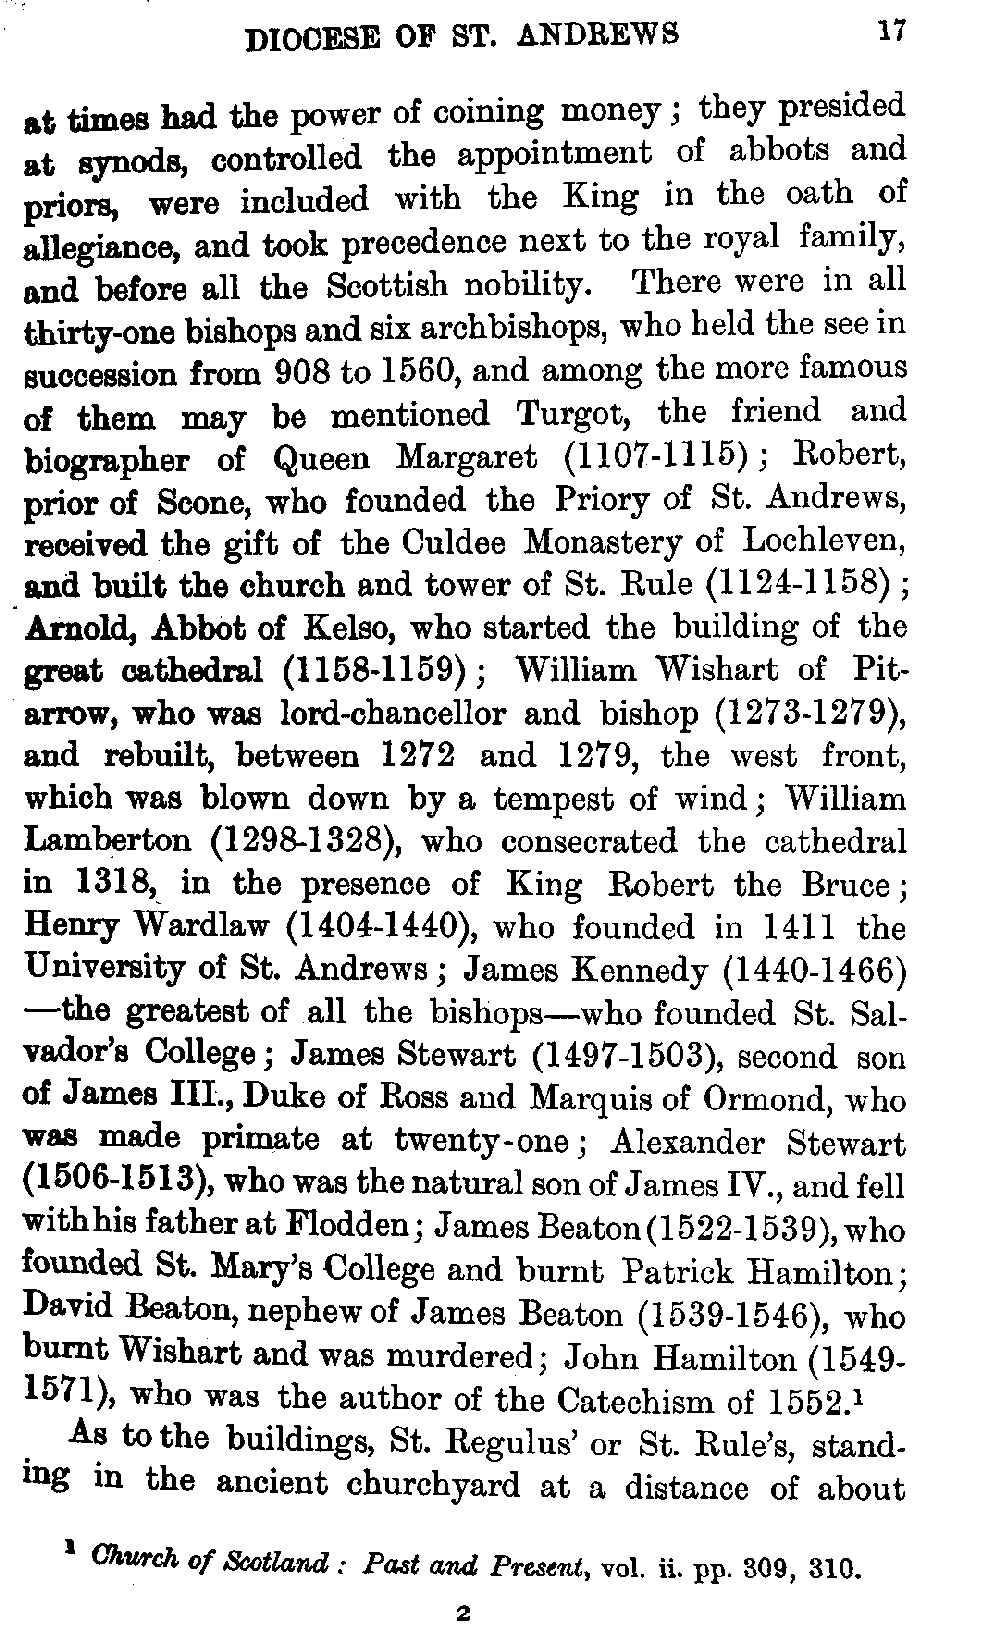 DIOCESE OF ST. ANDREWS 17
at times had the power of coining money; they presided
at synods, controlled the appointment of abbots and
priors, were included with the King in the oath of
allegiance, and took precedence next to the royal family,
and before all the Scottish nobility. There were in all
thirty-one bishops and six archbishops, who held the see in
succession from 908 to 1560, and among the more famous
of them may be mentioned Turgot, the friend and
biographer of Queen Margaret (1107-1115); Robert,
prior of Scone, who founded the Priory of St. Andrews,
received the gift of the Culdee Monastery of Lochleven,
and built the church and tower of St. Rule (1124-1158);
Arnold, Abbot of Kelso, who started the building of the
great cathedral (1158-1159); William Wishart of Pit-
arrow, who was lord-chancellor and bishop (1273-1279),
and rebuilt, between 1272 and 1279, the west front,
which was blown down by a tempest of wind; William
Lamberton (1298-1328), who consecrated the cathedral
in 1318, in the presence of King Robert the Bruce;
Henry Wardlaw (1404-1440), who founded in 1411 the
University of St. Andrews; James Kennedy (1440-1466)
—the greatest of all the bishops—who founded St. Sal-
vador's College; James Stewart (1497-1503), second son
of James III., Duke of Ross and Marquis of Ormond, who
was made primate at twenty-one; Alexander Stewart
(1506-1513), who was the natural son of James IV., and fell
with his father at Flodden; James Beaton (1522-1539), who
founded St. Mary's College and burnt Patrick Hamilton;
David Beaton, nephew of James Beaton (1539-1546), who
burnt Wishart and was murdered; John Hamilton (1549-
1571), who was the author of the Catechism of 1552.¹
As to the buildings, St. Regulus' or St. Rule's, stand-
ing in the ancient churchyard at a distance of about
¹ Church of Scotland: Past and Present, vol. ii. pp. 309, 310.
2